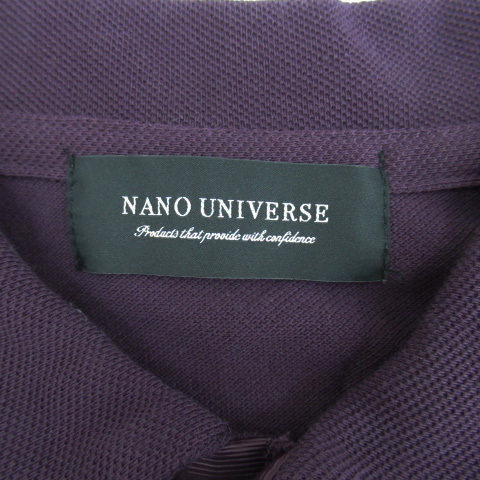 NANO UNIVERSE
Products that provide with confidence